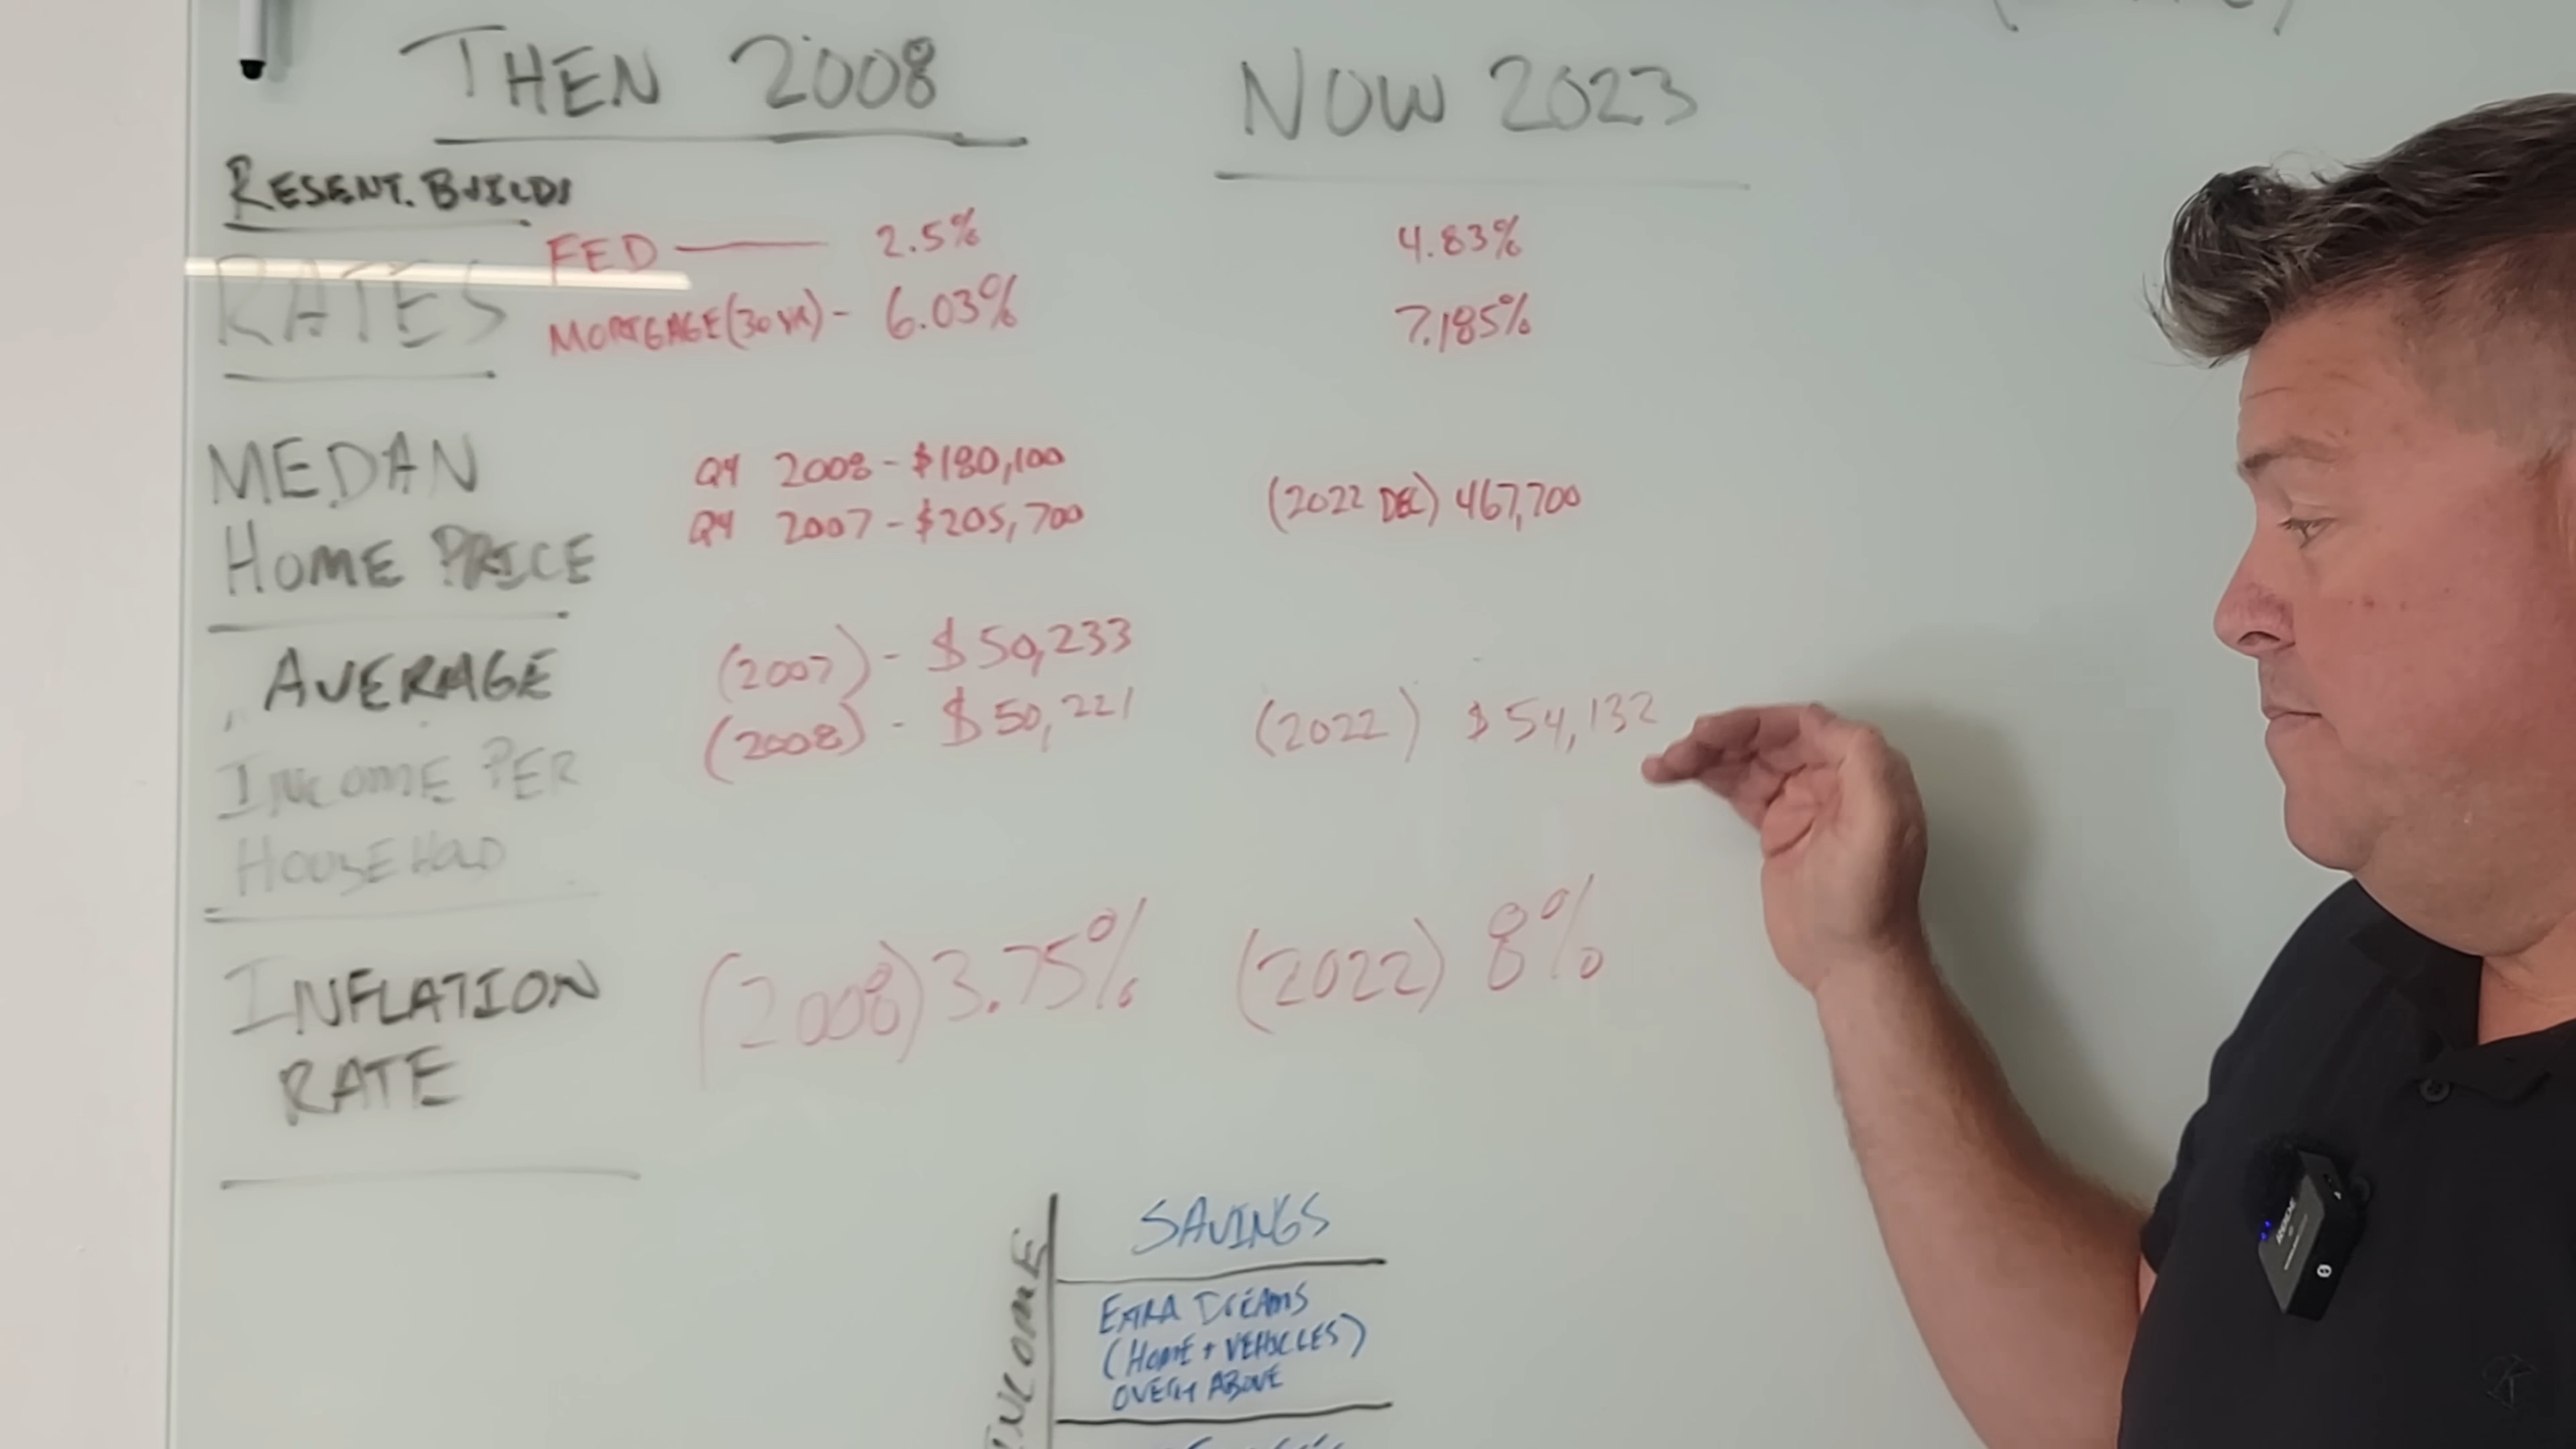 THEN 2008
NOW 2023
RESENT. BUILDS
RATES
FED — 2.5%
4.83%
MORTGAGE (30 YR) - 6.03%
7.185%
MEDAN
HOME PRICE
Q4 2008 - $180,100
Q4 2007 - $205,700
(2022 DEC) 467,700
AVERAGE
INCOME PER
HOUSEHOLD
(2007) - $50,233
(2008) - $50,221
(2022) $54,132
INFLATION
RATE
(2008) 3.75%
(2022) 8%
INCOME
SAVINGS
EXTRA DREAMS
(HOME + VEHICLES)
OVER ABOVE